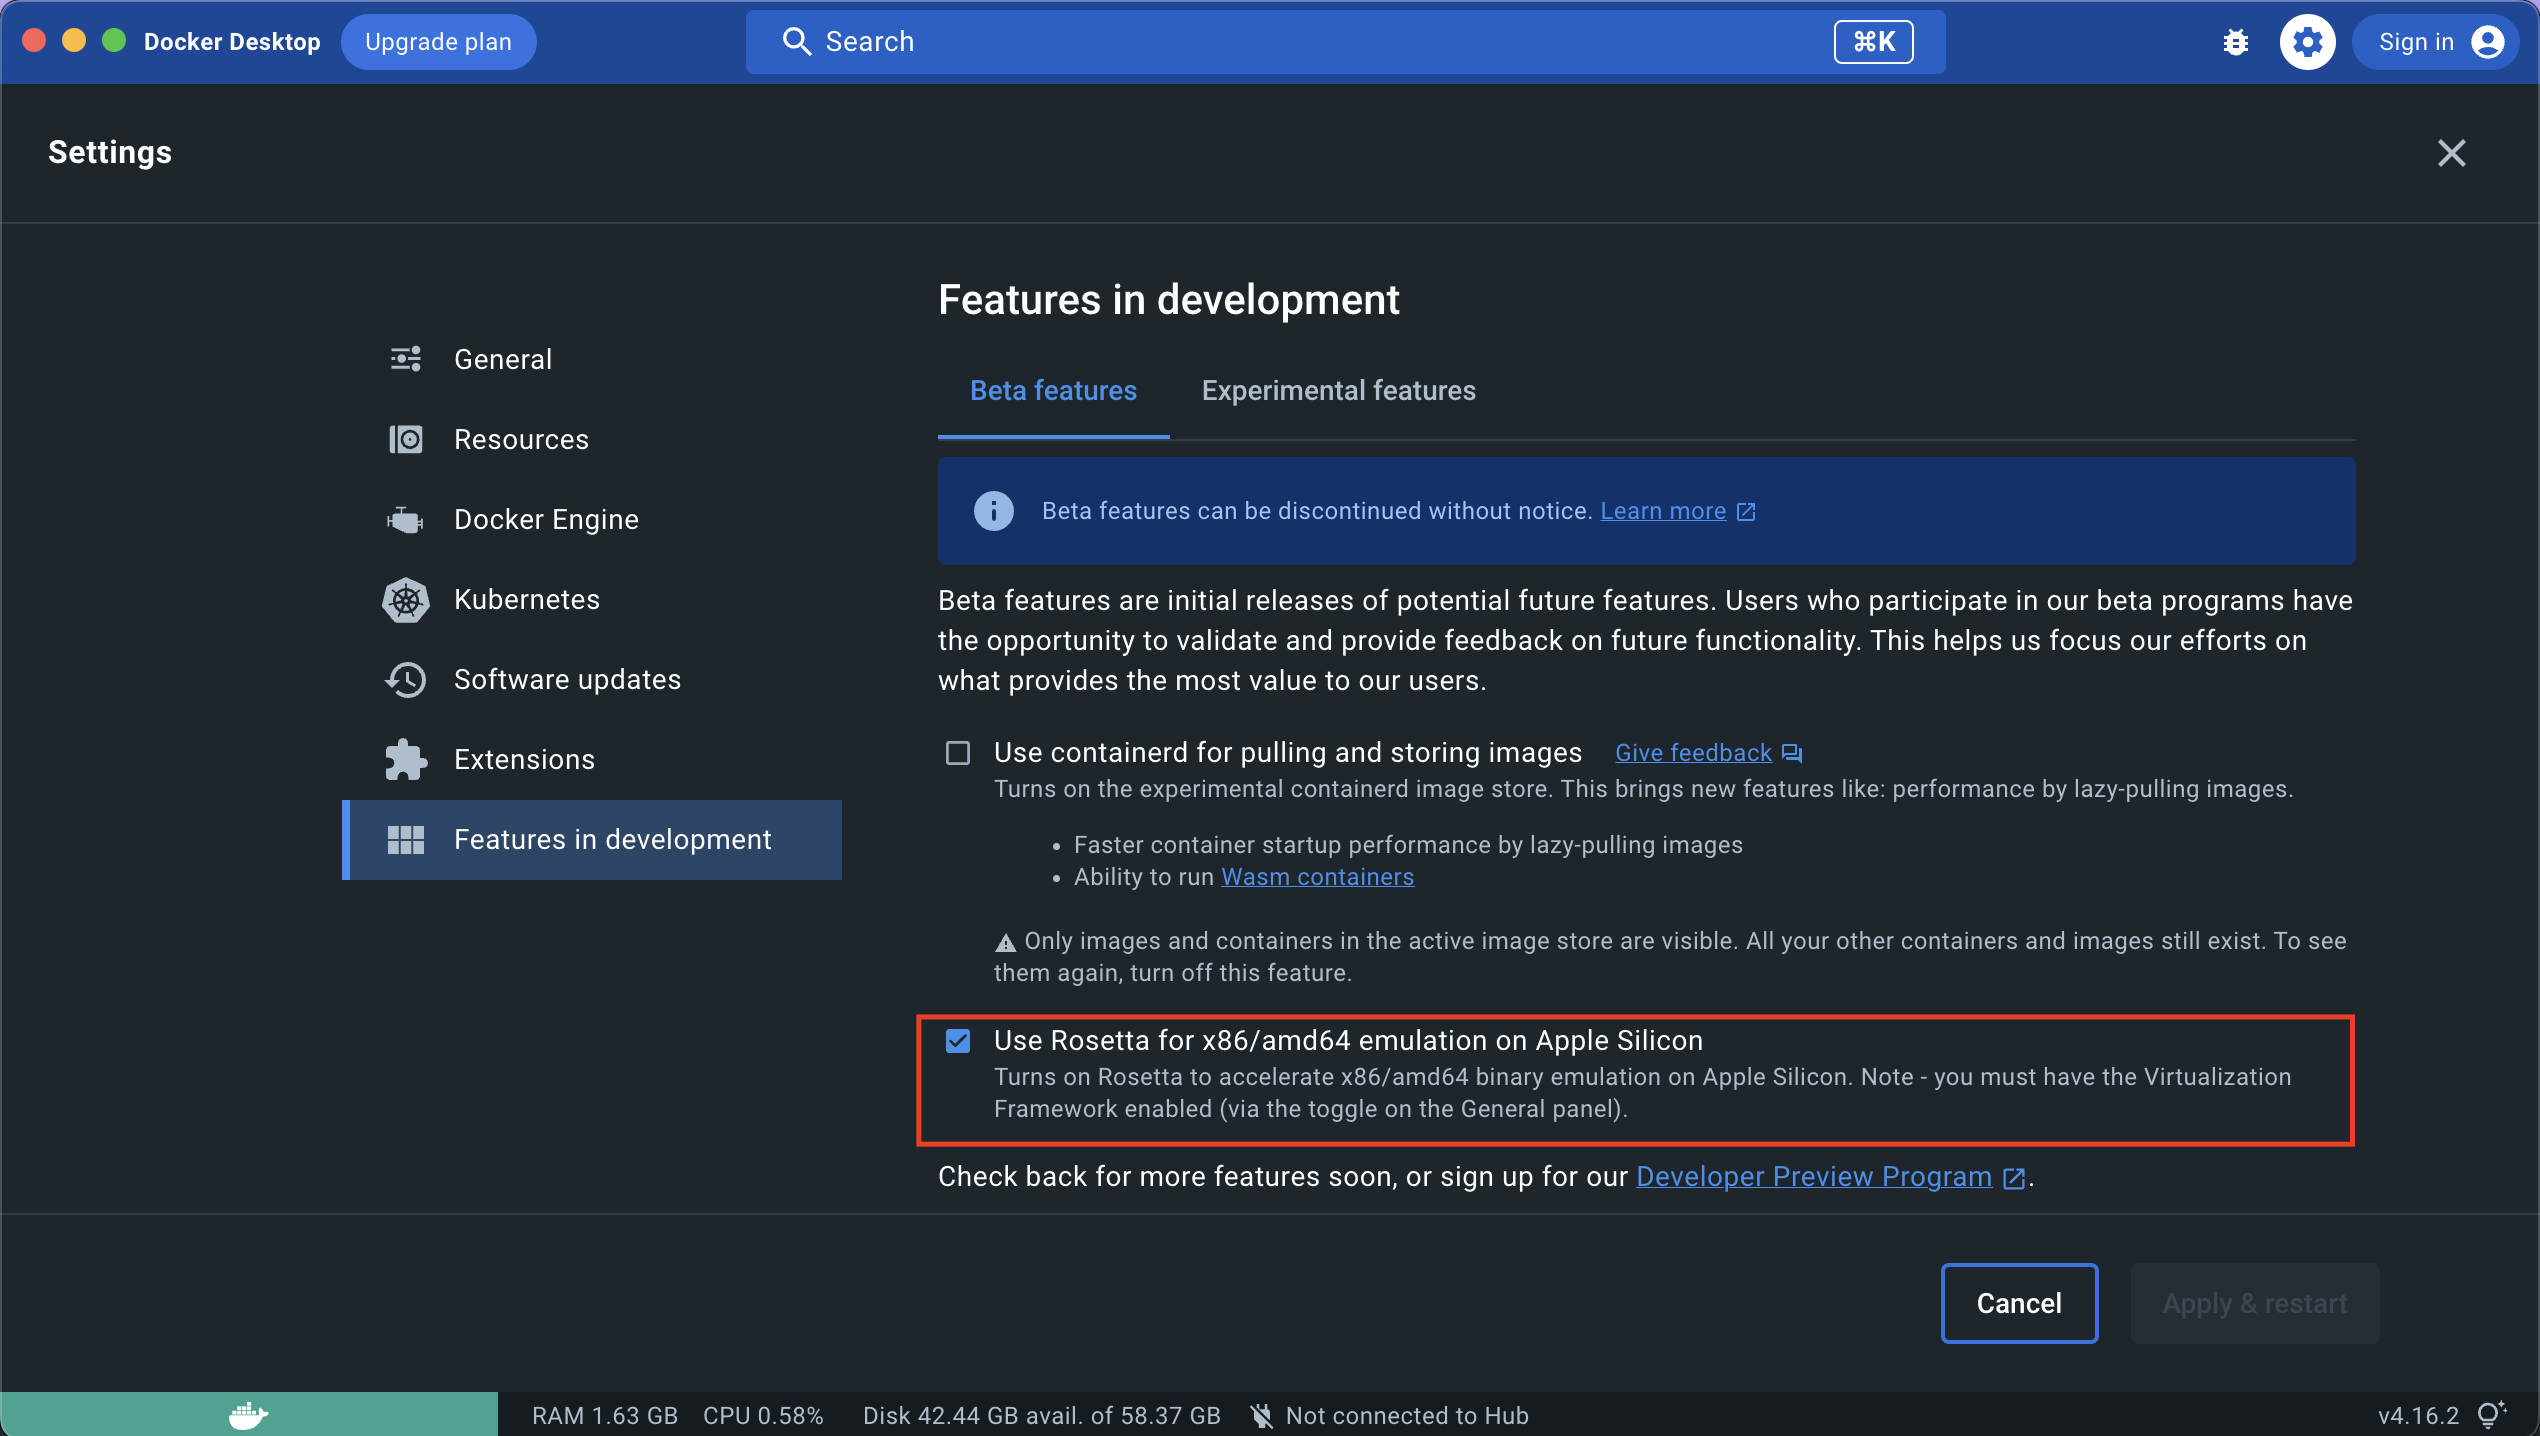 Docker Desktop
Upgrade plan
Search
⌘K
Sign in
Settings
General
Resources
Docker Engine
Kubernetes
Software updates
Extensions
Features in development
Features in development
Beta features
Experimental features
Beta features can be discontinued without notice. Learn more
Beta features are initial releases of potential future features. Users who participate in our beta programs have
the opportunity to validate and provide feedback on future functionality. This helps us focus our efforts on
what provides the most value to our users.
Use containerd for pulling and storing images Give feedback
Turns on the experimental containerd image store. This brings new features like: performance by lazy-pulling images.
• Faster container startup performance by lazy-pulling images
• Ability to run Wasm containers
Only images and containers in the active image store are visible. All your other containers and images still exist. To see
them again, turn off this feature.
Use Rosetta for x86/amd64 emulation on Apple Silicon
Turns on Rosetta to accelerate x86/amd64 binary emulation on Apple Silicon. Note - you must have the Virtualization
Framework enabled (via the toggle on the General panel).
Check back for more features soon, or sign up for our Developer Preview Program.
Cancel
Apply & restart
RAM 1.63 GB CPU 0.58% Disk 42.44 GB avail. of 58.37 GB Not connected to Hub
v4.16.2